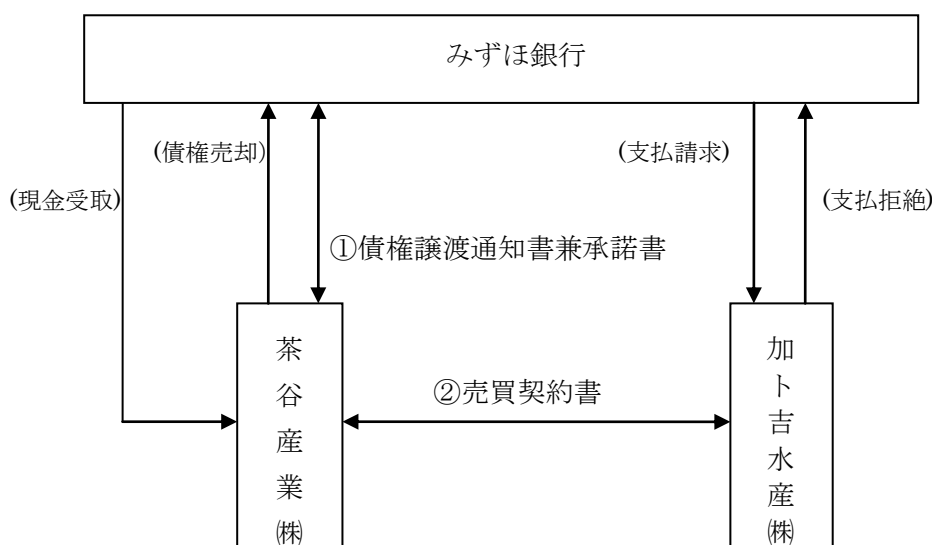 みずほ銀行
(債権売却)
(支払請求)
(現金受取)
(支払拒絶)
①債権譲渡通知書兼承諾書
②売買契約書
茶谷産業㈱
加ト吉水産㈱